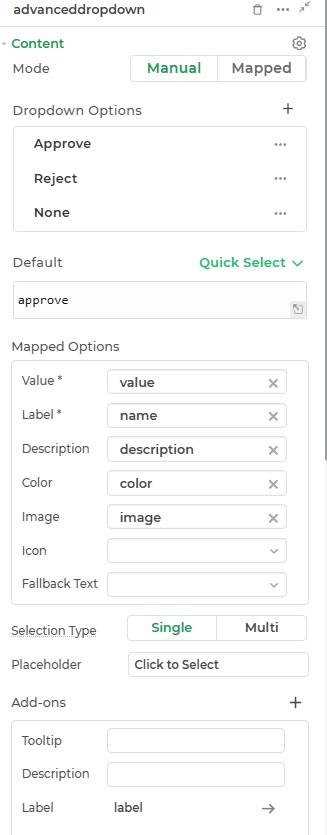 advanceddropdown
Content
Mode Manual Mapped
Dropdown Options
Approve
Reject
None
Default Quick Select
approve
Mapped Options
Value * value
Label * name
Description description
Color color
Image image
Icon
Fallback Text
Selection Type Single Multi
Placeholder Click to Select
Add-ons
Tooltip
Description
Label label